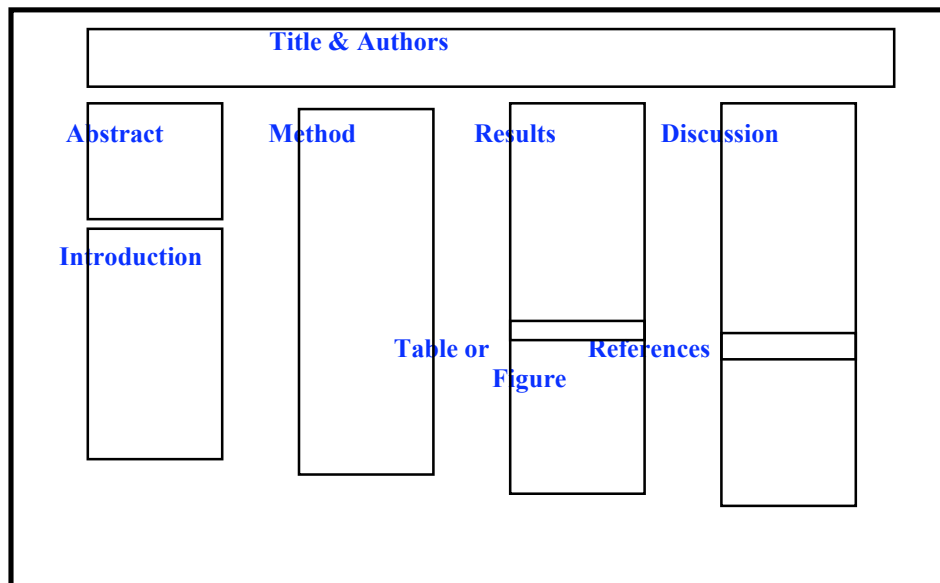 Title & Authors
Abstract
Method
Results
Discussion
Introduction
Table or
Figure
References